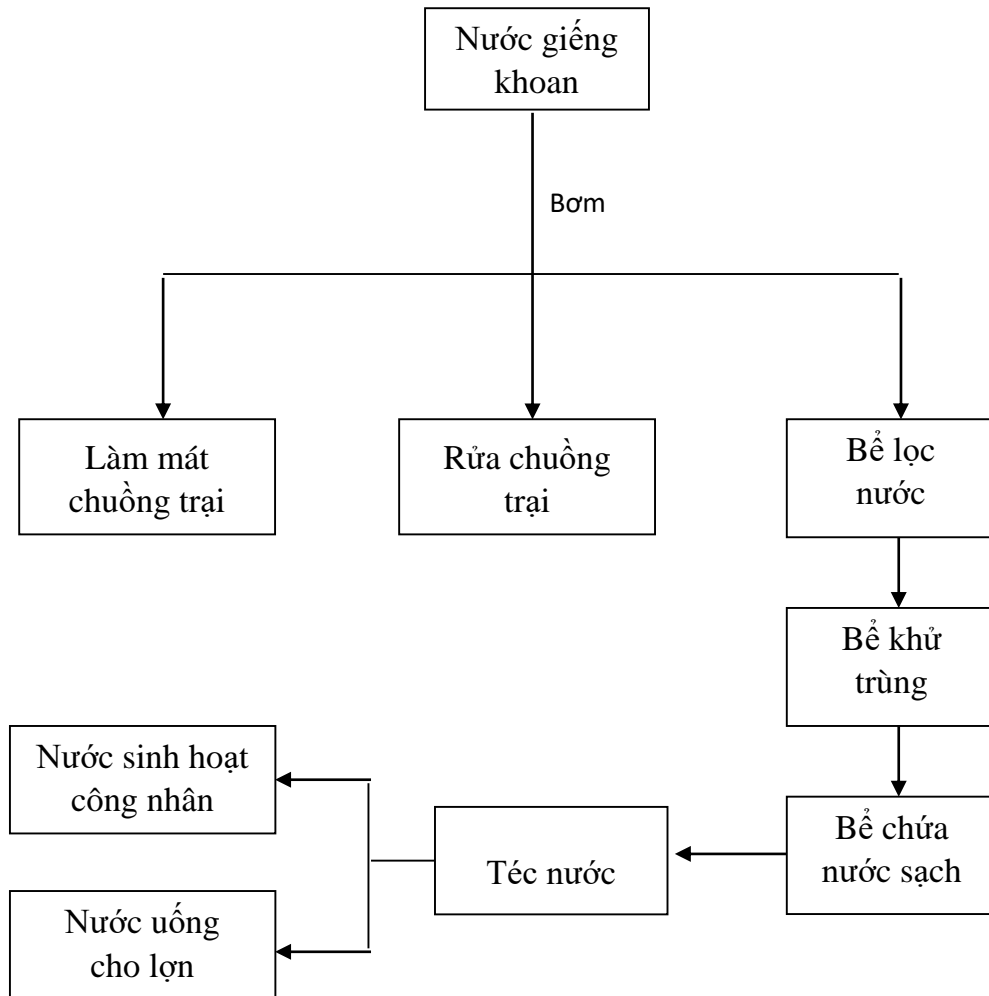 Nước giếng
khoan
Bơm
Làm mát
chuồng trại
Rửa chuồng
trại
Bể lọc
nước
Bể khử
trùng
Nước sinh hoạt
công nhân
Téc nước
Bể chứa
nước sạch
Nước uống
cho lợn